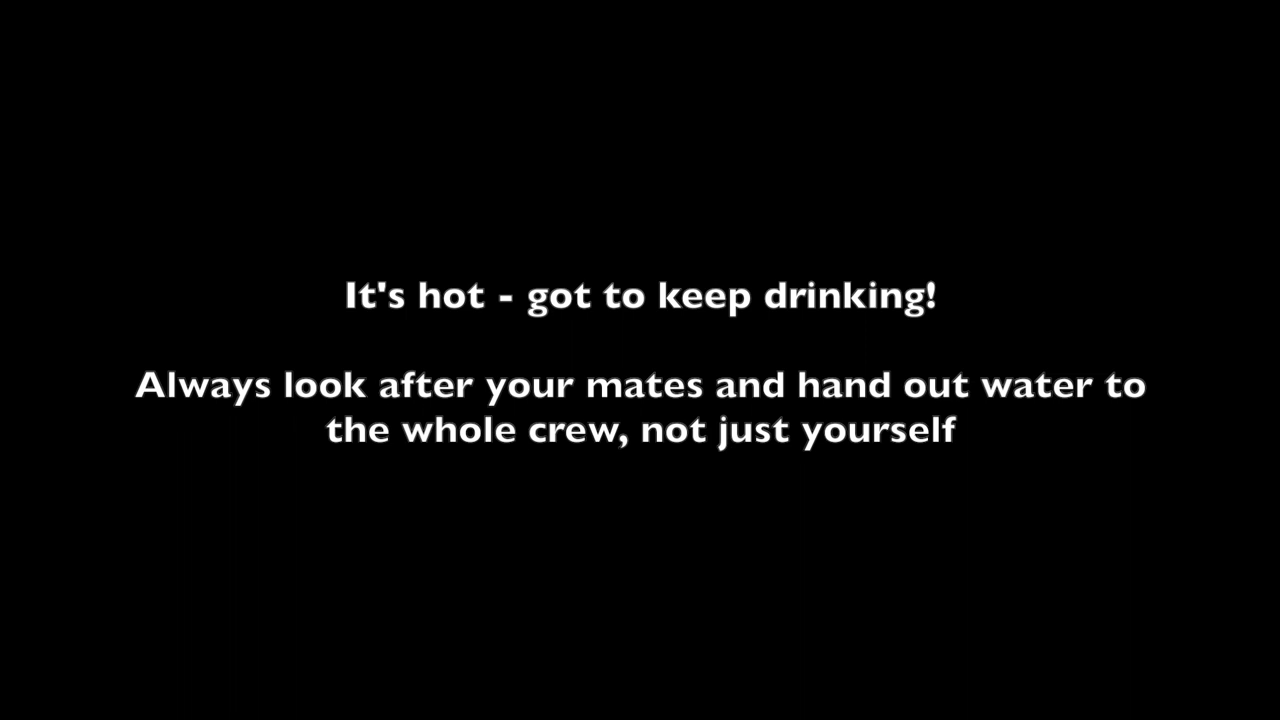 It's hot - got to keep drinking!
Always look after your mates and hand out water to
the whole crew, not just yourself